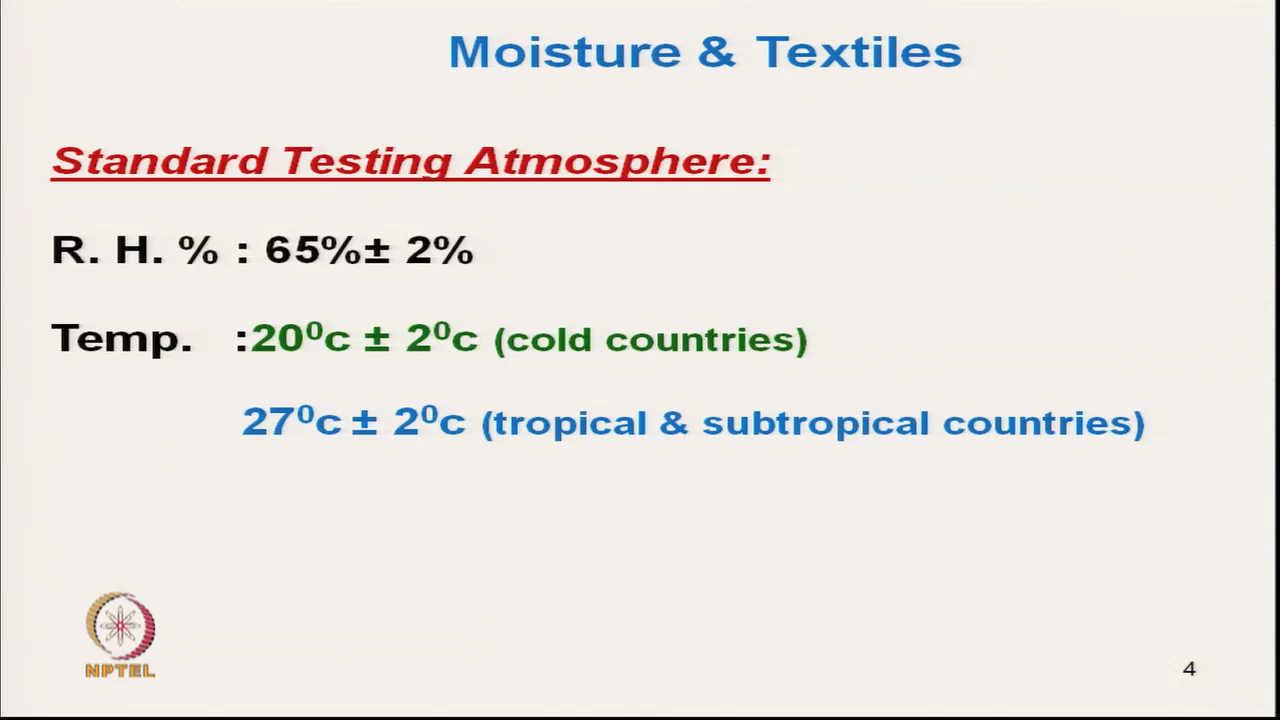 Moisture & Textiles
Standard Testing Atmosphere:
R. H. % : 65%± 2%
Temp. :20⁰c ± 2⁰c (cold countries)
27⁰c ± 2⁰c (tropical & subtropical countries)
NPTEL
4